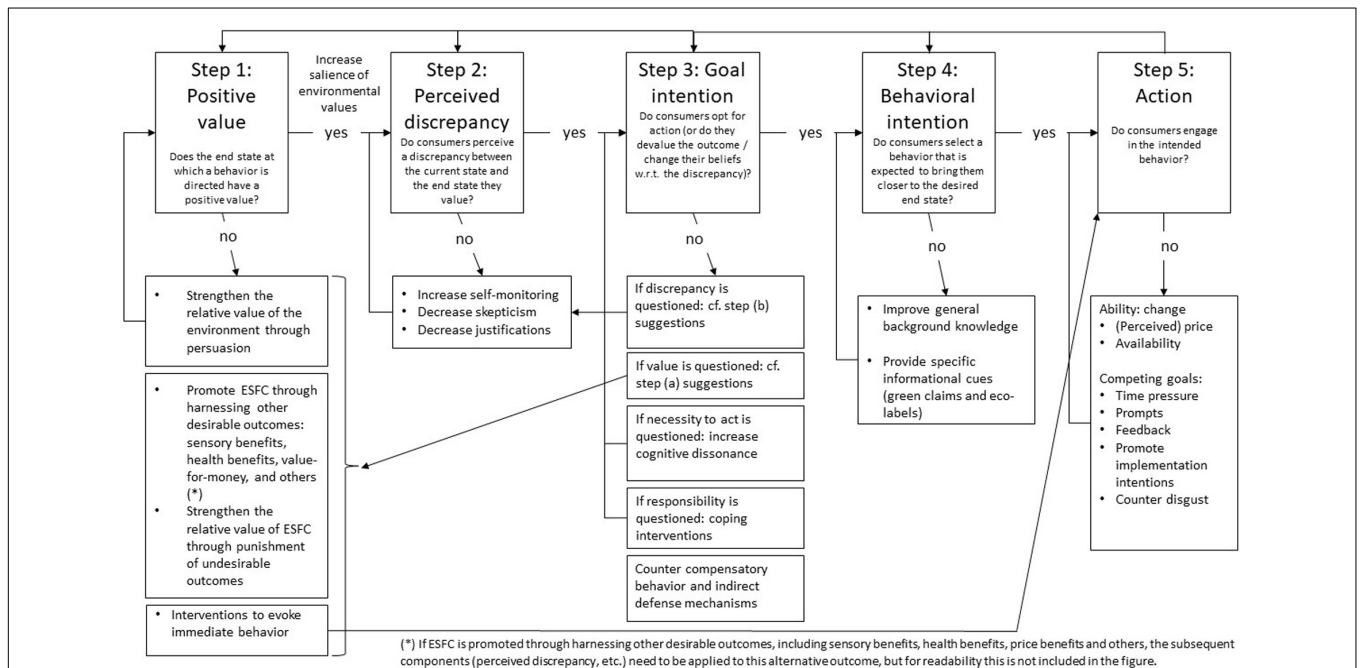 Step 1:
Positive
value
Does the end state at
which a behavior is
directed have a
positive value?
Increase
salience of
environmental
values
yes
Step 2:
Perceived
discrepancy
Do consumers perceive
a discrepancy between
the current state and
the end state they
value?
yes
Step 3: Goal
intention
Do consumers opt for
action (or do they
devalue the outcome /
change their beliefs
w.r.t. the discrepancy)?
yes
Step 4:
Behavioral
intention
Do consumers select a
behavior that is
expected to bring them
closer to the desired
end state?
yes
Step 5:
Action
Do consumers engage
in the intended
behavior?
no
no
no
no
no
• Strengthen the
relative value of the
environment through
persuasion
• Promote ESFC through
harnessing other
desirable outcomes:
sensory benefits,
health benefits, value-
for-money, and others
(*)
• Strengthen the
relative value of ESFC
through punishment
of undesirable
outcomes
• Interventions to evoke
immediate behavior
• Increase self-monitoring
• Decrease skepticism
• Decrease justifications
If discrepancy is
questioned: cf. step (b)
suggestions
If value is questioned: cf.
step (a) suggestions
If necessity to act is
questioned: increase
cognitive dissonance
If responsibility is
questioned: coping
interventions
Counter compensatory
behavior and indirect
defense mechanisms
• Improve general
background knowledge
• Provide specific
informational cues
(green claims and eco-
labels)
Ability: change
• (Perceived) price
• Availability
Competing goals:
• Time pressure
• Prompts
• Feedback
• Promote
implementation
intentions
• Counter disgust
(*) If ESFC is promoted through harnessing other desirable outcomes, including sensory benefits, health benefits, price benefits and others, the subsequent
components (perceived discrepancy, etc.) need to be applied to this alternative outcome, but for readability this is not included in the figure.